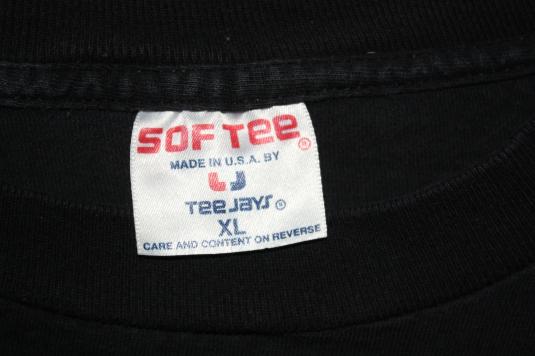 SOF TEE ®
MADE IN U.S.A. BY
TEE JAYS ®
XL
CARE AND CONTENT ON REVERSE